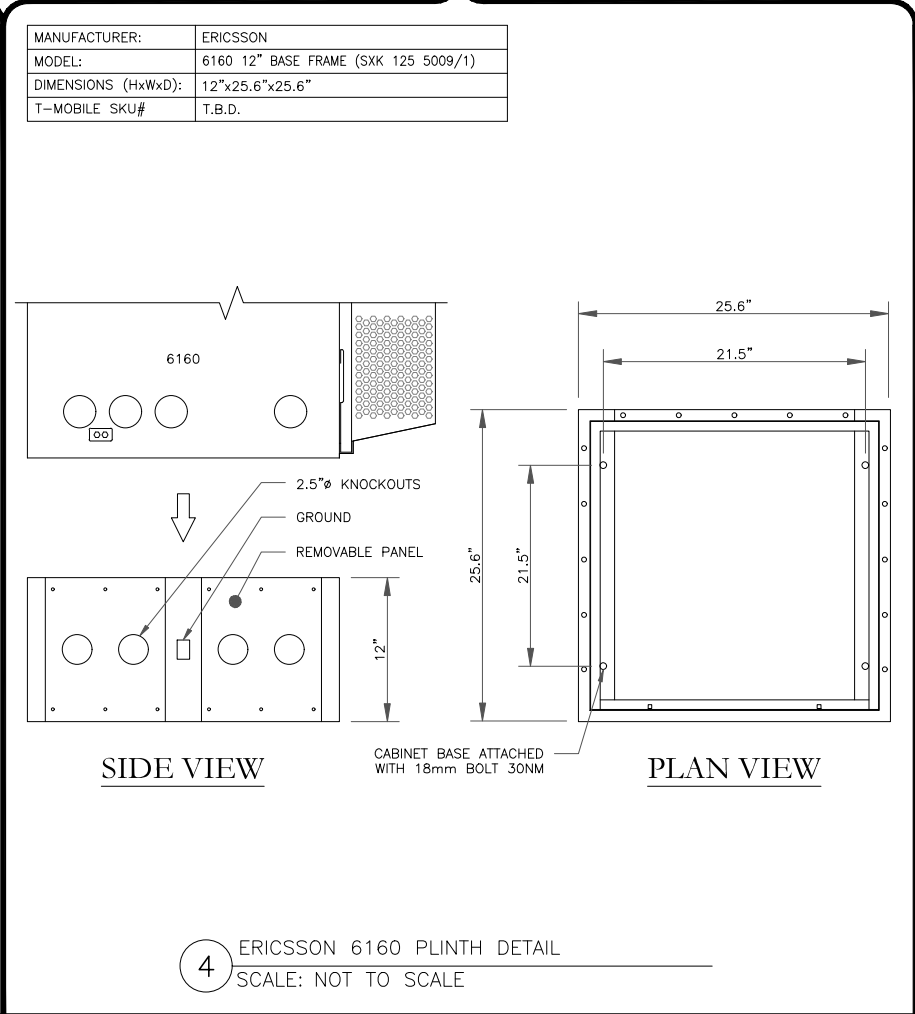 MANUFACTURER: ERICSSON
MODEL: 6160 12" BASE FRAME (SXK 125 5009/1)
DIMENSIONS (HxWxD): 12"x25.6"x25.6"
T-MOBILE SKU# T.B.D.
6160
2.5"ø KNOCKOUTS
GROUND
REMOVABLE PANEL
12"
SIDE VIEW
25.6"
21.5"
25.6"
21.5"
CABINET BASE ATTACHED
WITH 18mm BOLT 30NM
PLAN VIEW
4
ERICSSON 6160 PLINTH DETAIL
SCALE: NOT TO SCALE